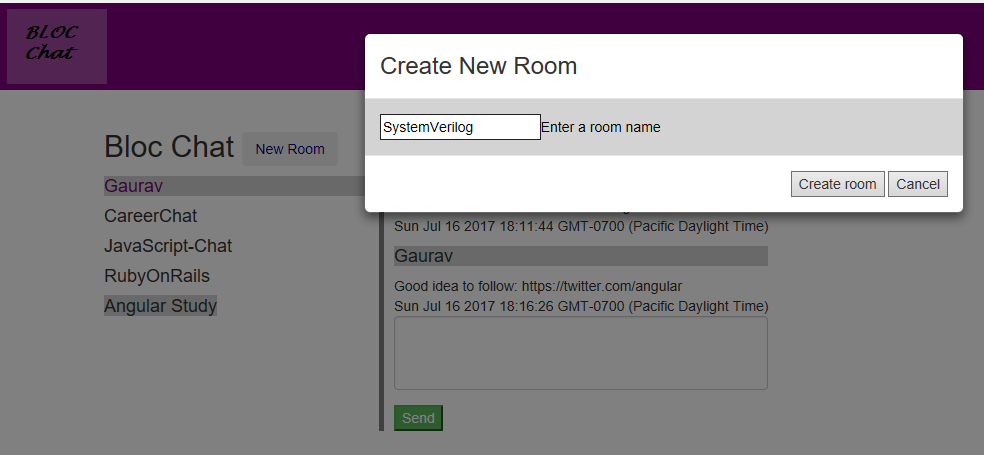 BLOC
Chat
Create New Room
SystemVerilog Enter a room name
Create room Cancel
Bloc Chat New Room
Gaurav
CareerChat
JavaScript-Chat
RubyOnRails
Angular Study
Sun Jul 16 2017 18:11:44 GMT-0700 (Pacific Daylight Time)
Gaurav
Good idea to follow: https://twitter.com/angular
Sun Jul 16 2017 18:16:26 GMT-0700 (Pacific Daylight Time)
Send